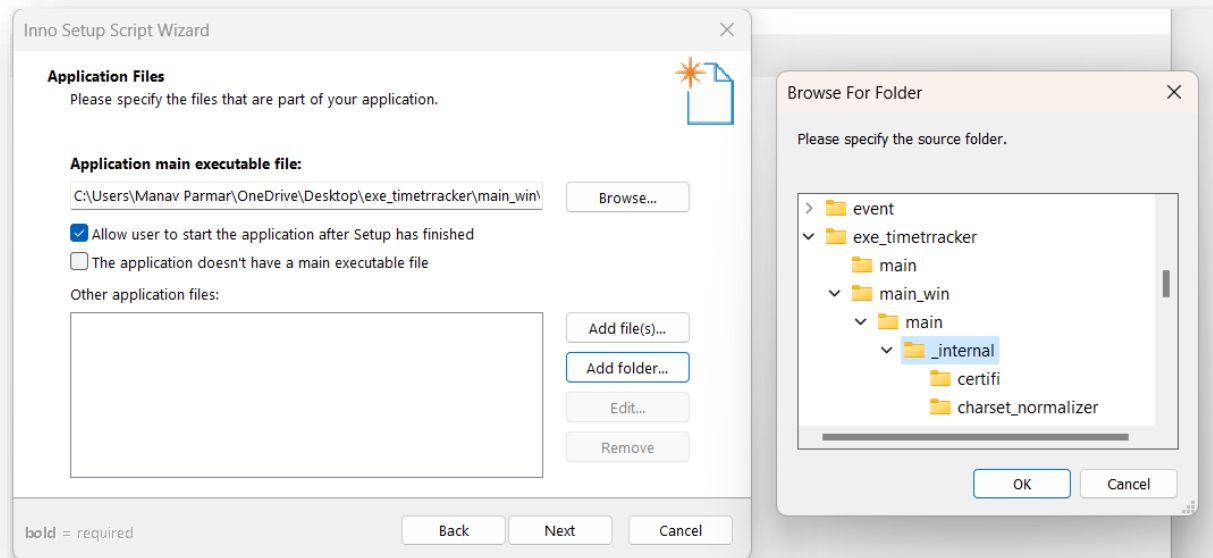 Inno Setup Script Wizard
Application Files
Please specify the files that are part of your application.
Application main executable file:
C:\Users\Manav Parmar\OneDrive\Desktop\exe_timetrracker\main_win\
Browse...
Allow user to start the application after Setup has finished
The application doesn't have a main executable file
Other application files:
Add file(s)...
Add folder...
Edit...
Remove
bold = required
Back
Next
Cancel
Browse For Folder
Please specify the source folder.
event
exe_timetrracker
main
main_win
main
_internal
certifi
charset_normalizer
OK
Cancel